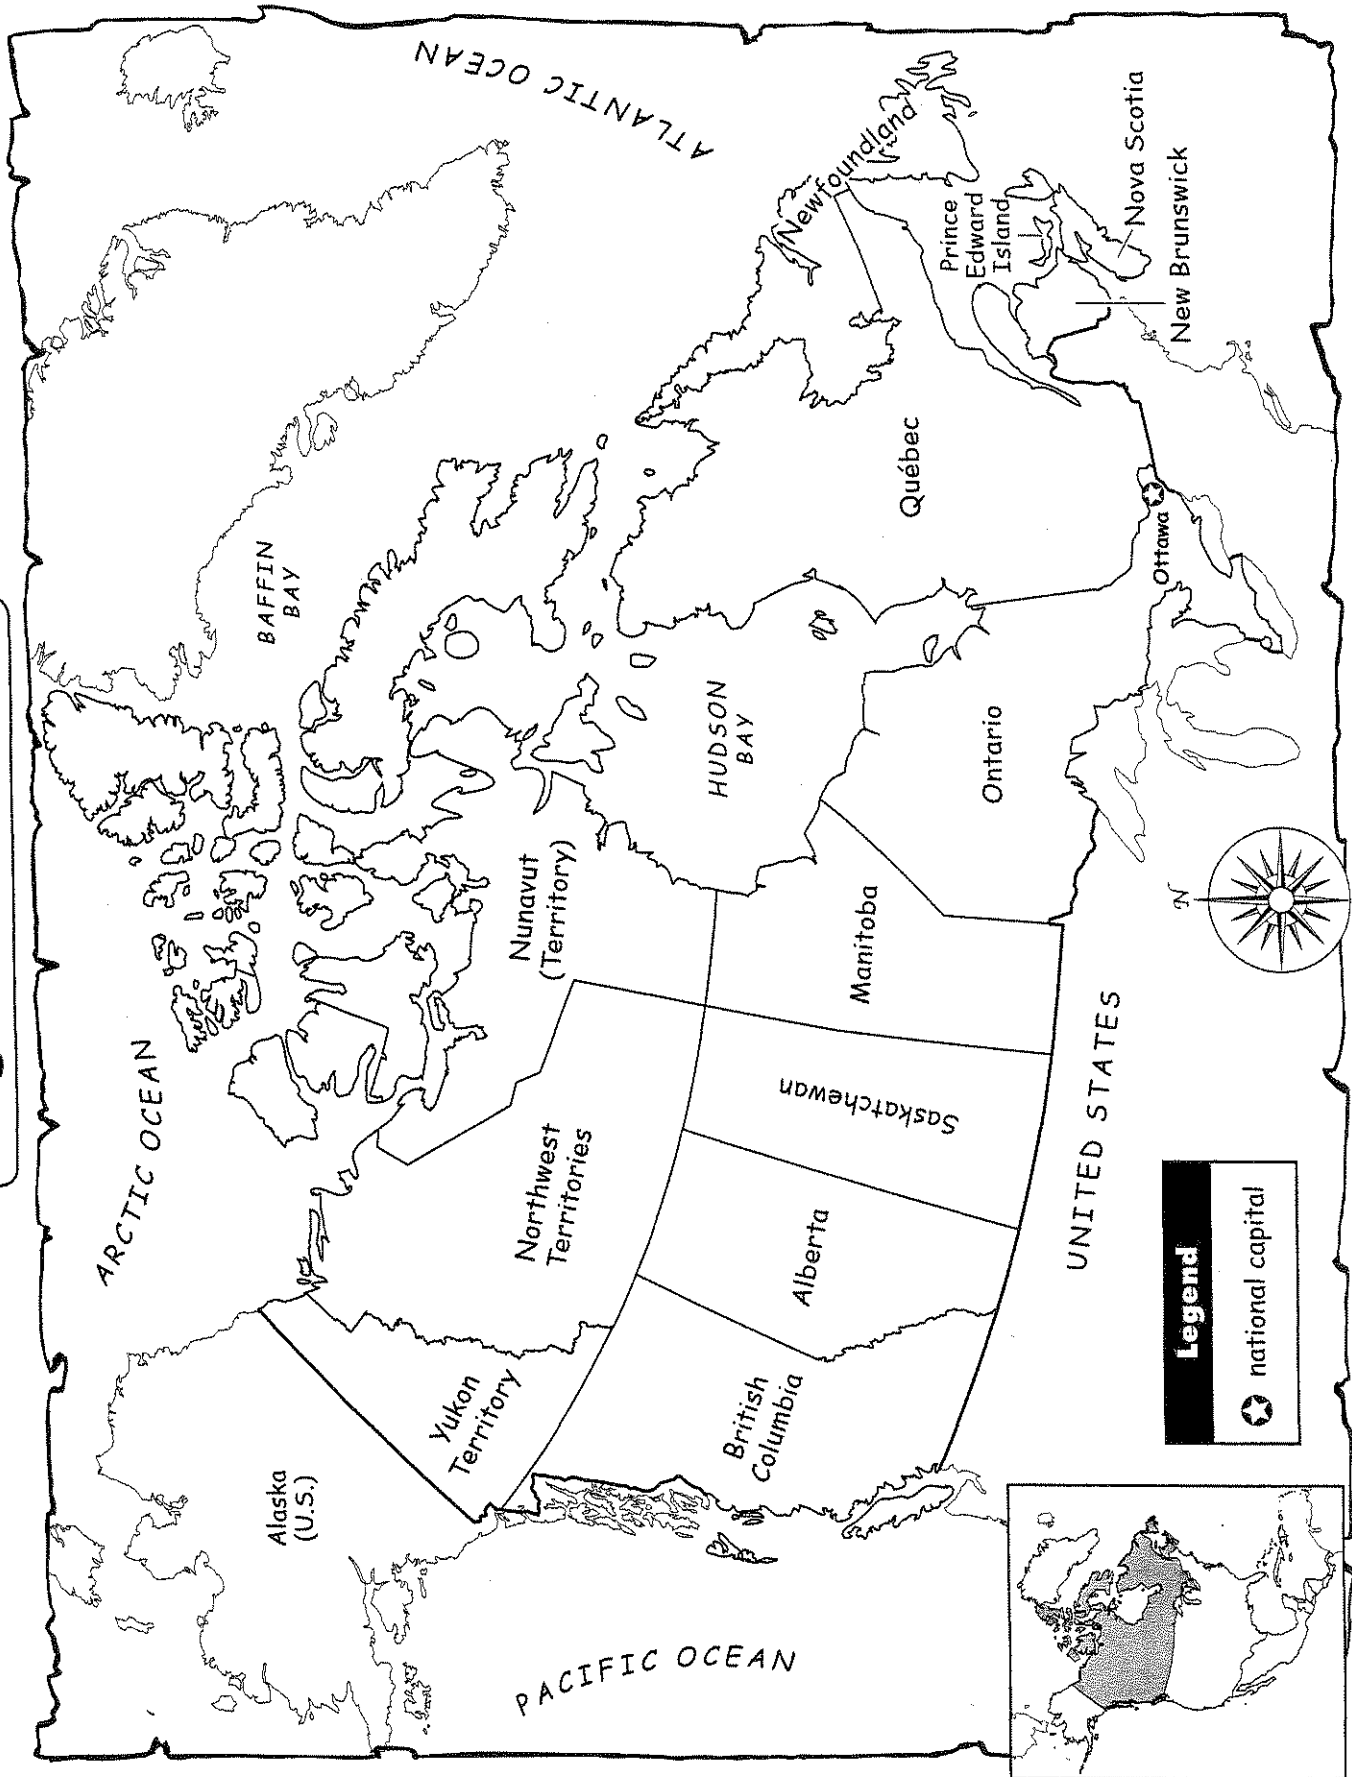 ARCTIC OCEAN
BAFFIN
BAY
ATLANTIC OCEAN
Alaska
(U.S.)
Yukon
Territory
Northwest
Territories
Nunavut
(Territory)
HUDSON
BAY
Newfoundland
PACIFIC OCEAN
British
Columbia
Alberta
Saskatchewan
Manitoba
Ontario
Québec
Prince
Edward
Island
Nova Scotia
New Brunswick
Ottawa
UNITED STATES
N
Legend
national capital